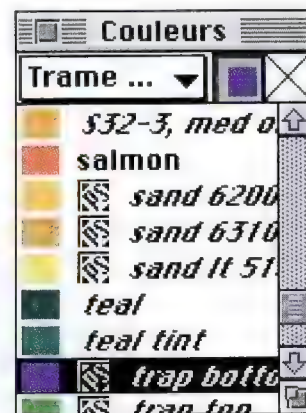 Couleurs
Trame ...
S32-3, med o
salmon
sand 6200
sand 6310
sand lt 51
teal
teal tint
trap botto
trap top